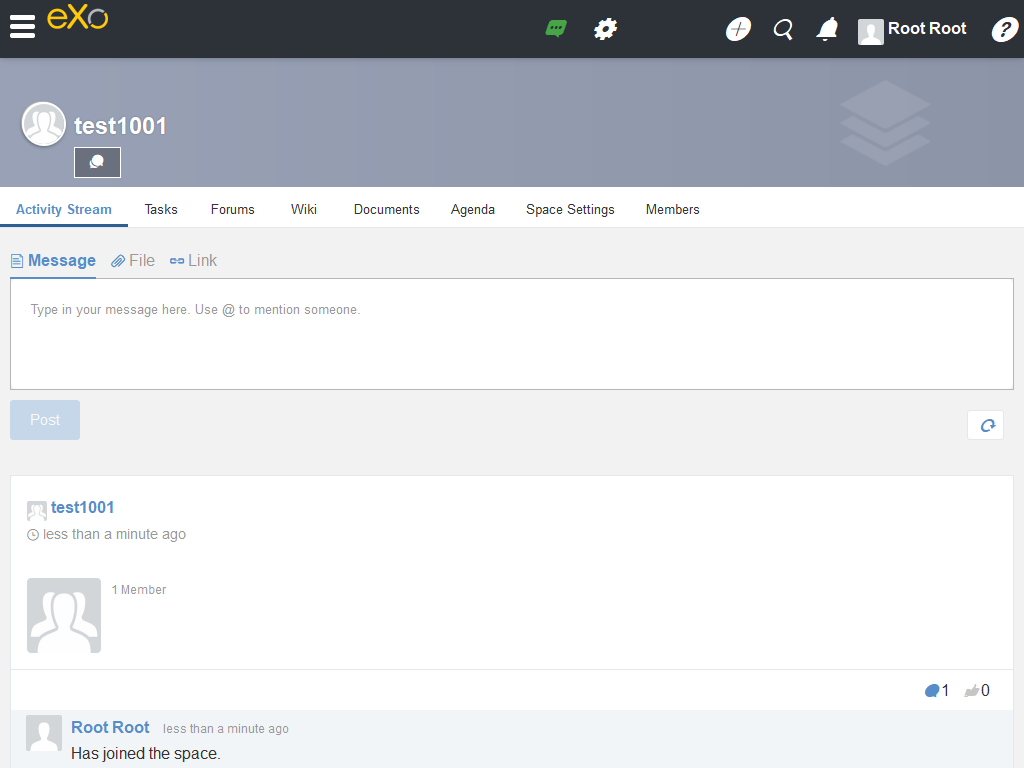 eXo
Root Root
?
test1001
Activity Stream Tasks Forums Wiki Documents Agenda Space Settings Members
Message File Link
Type in your message here. Use @ to mention someone.
Post
test1001
less than a minute ago
1 Member
1 0
Root Root less than a minute ago
Has joined the space.